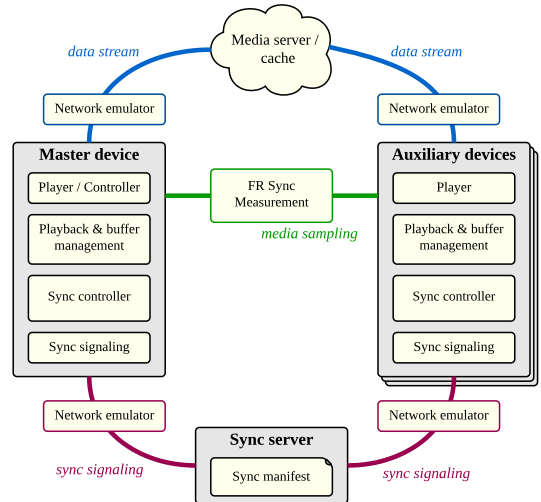 Media server /
cache
data stream
data stream
Network emulator
Network emulator
Master device
Player / Controller
Playback & buffer
management
Sync controller
Sync signaling
FR Sync
Measurement
media sampling
Auxiliary devices
Player
Playback & buffer
management
Sync controller
Sync signaling
Network emulator
Network emulator
sync signaling
Sync server
Sync manifest
sync signaling